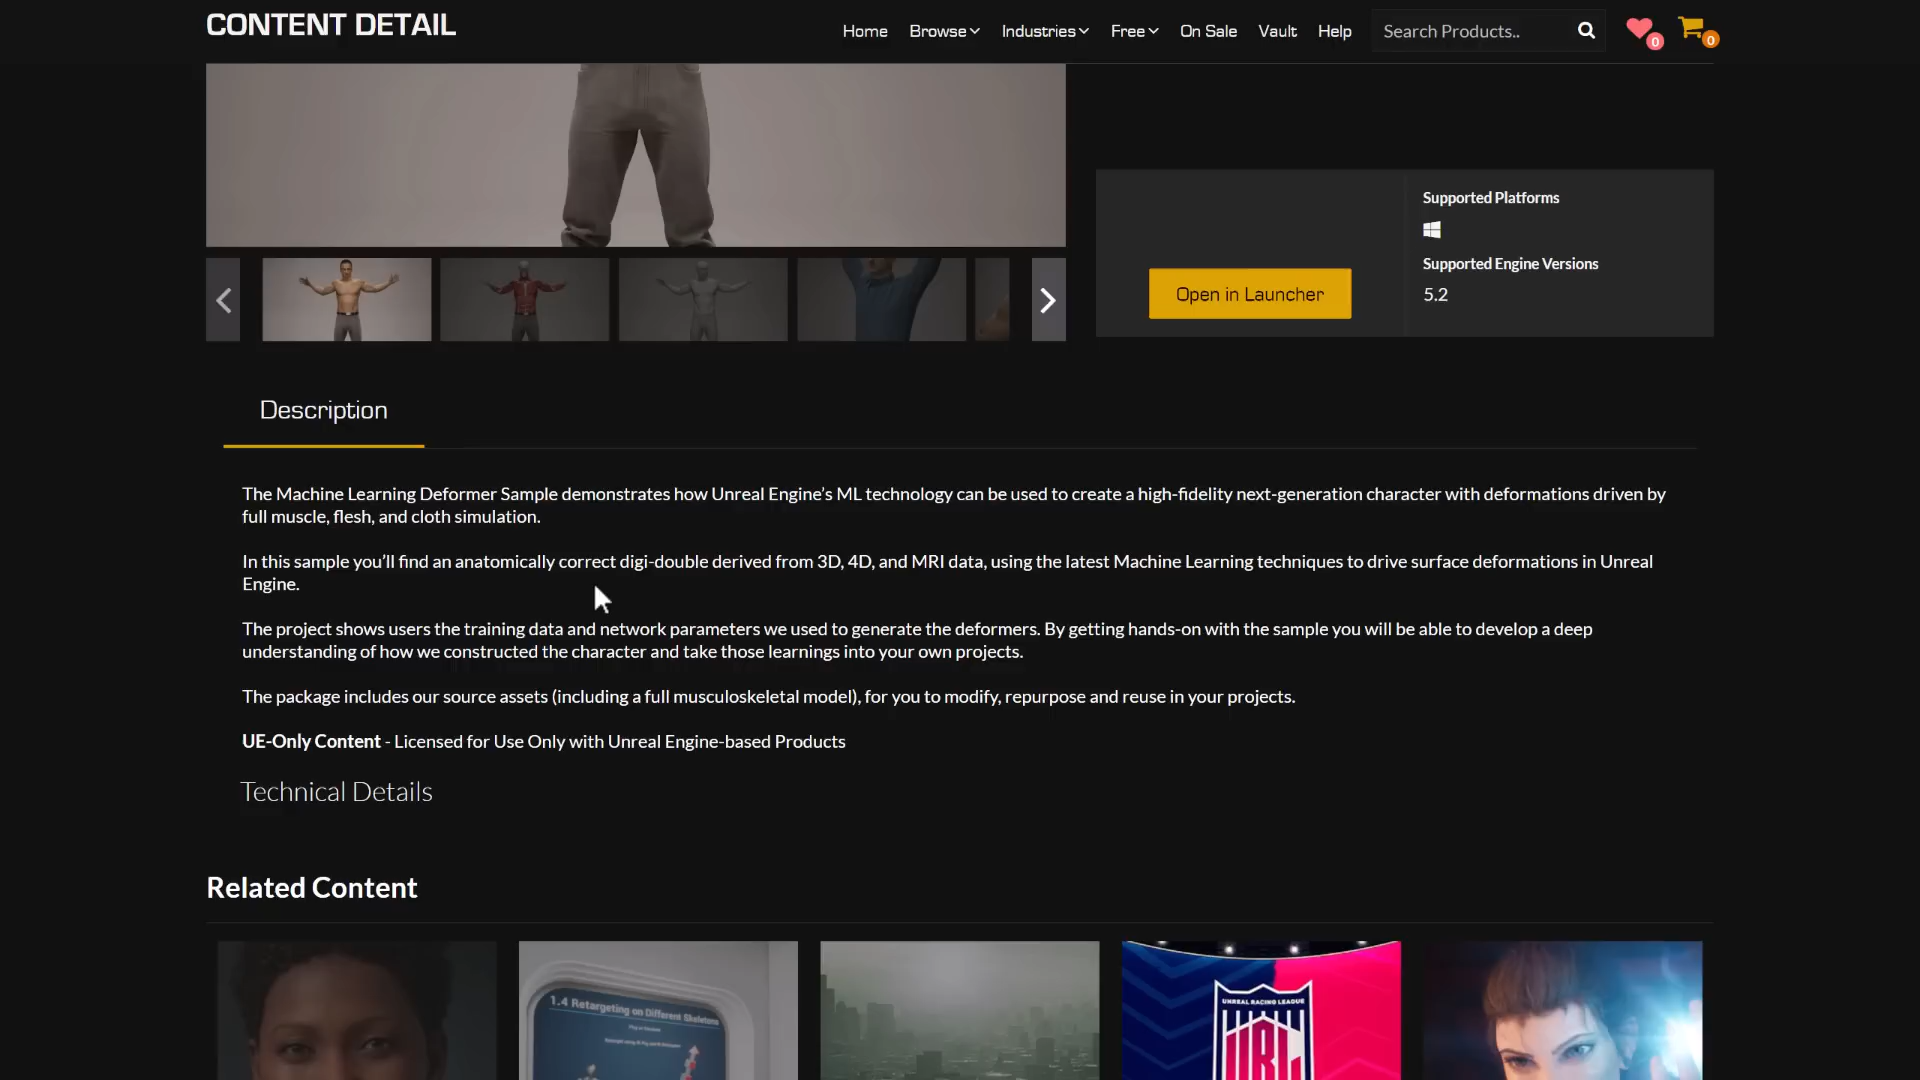 CONTENT DETAIL
Home Browse Industries Free On Sale Vault Help Search Products.. 0 0
Supported Platforms
Supported Engine Versions
Open in Launcher 5.2
Description
The Machine Learning Deformer Sample demonstrates how Unreal Engine’s ML technology can be used to create a high-fidelity next-generation character with deformations driven by
full muscle, flesh, and cloth simulation.
In this sample you’ll find an anatomically correct digi-double derived from 3D, 4D, and MRI data, using the latest Machine Learning techniques to drive surface deformations in Unreal
Engine.
The project shows users the training data and network parameters we used to generate the deformers. By getting hands-on with the sample you will be able to develop a deep
understanding of how we constructed the character and take those learnings into your own projects.
The package includes our source assets (including a full musculoskeletal model), for you to modify, repurpose and reuse in your projects.
UE-Only Content - Licensed for Use Only with Unreal Engine-based Products
Technical Details
Related Content
1.4 Retargeting on Different Skeletons
UNREAL RACING LEAGUE
URL